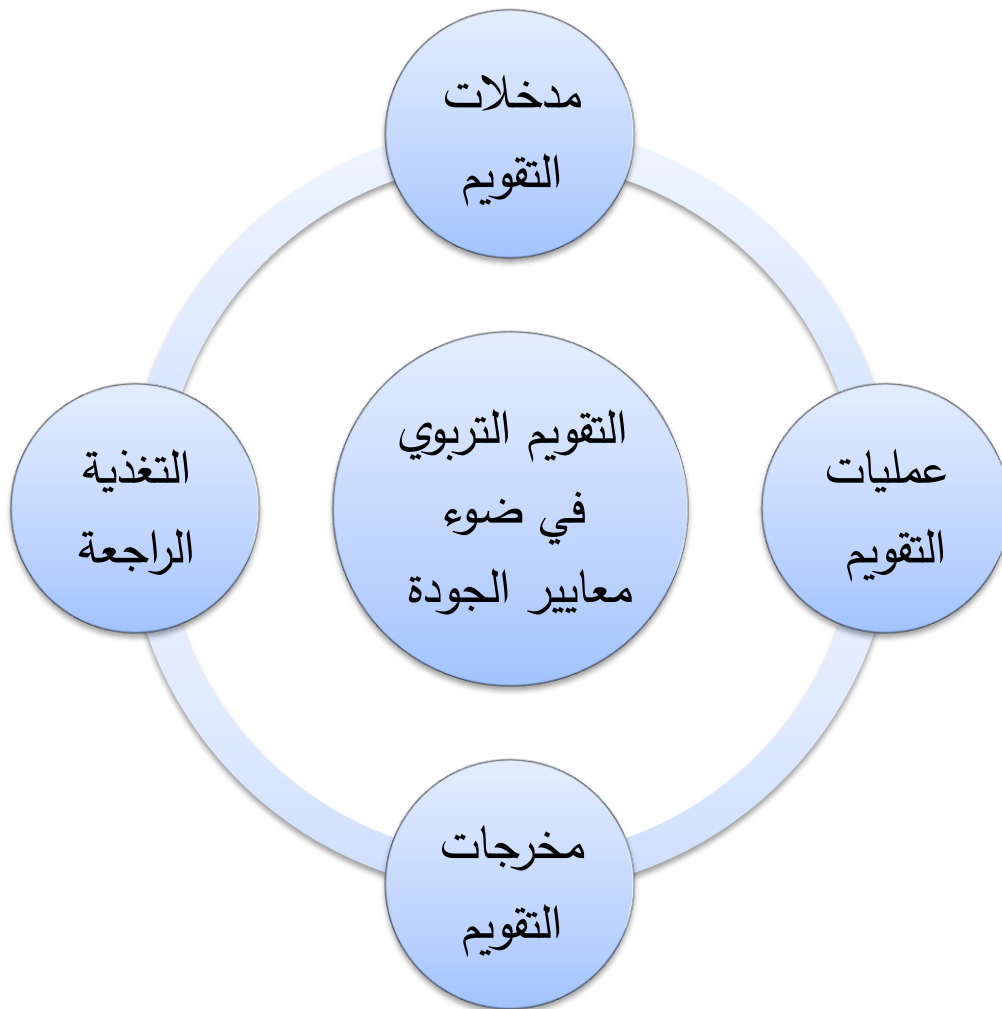 مدخلات
التقويم
التقويم التربوي
في ضوء
معايير الجودة
عمليات
التقويم
التغذية
الراجعة
مخرجات
التقويم